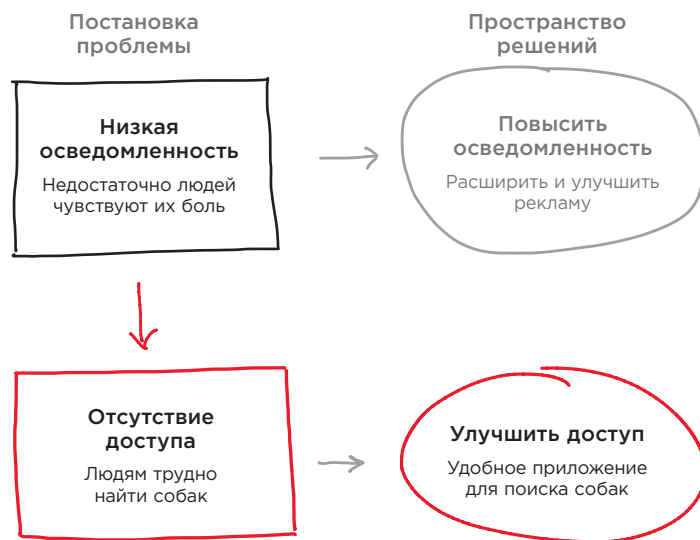 Постановка
проблемы
Пространство
решений
Низкая
осведомленность
Недостаточно людей
чувствуют их боль
Повысить
осведомленность
Расширить и улучшить
рекламу
Отсутствие
доступа
Людям трудно
найти собак
Улучшить доступ
Удобное приложение
для поиска собак